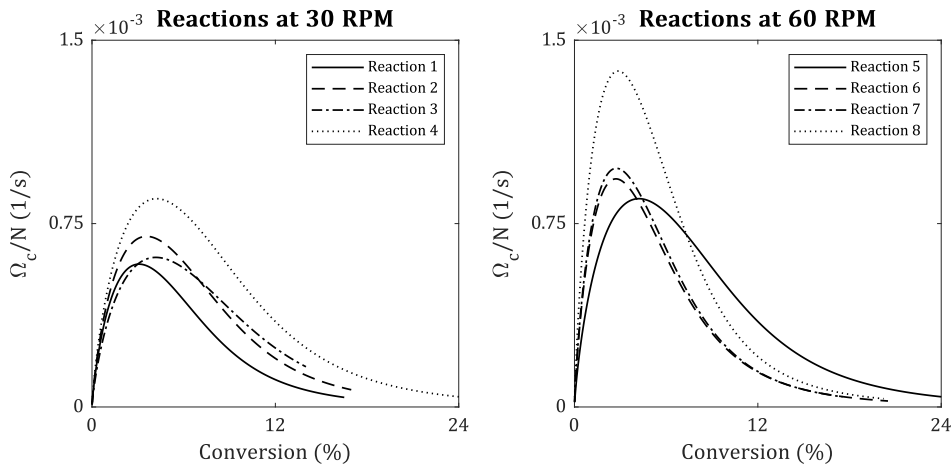 Reactions at 30 RPM
×10⁻³
1.5
0.75
0
Ω_c/N (1/s)
Reaction 1
Reaction 2
Reaction 3
Reaction 4
0 12 24
Conversion (%)
Reactions at 60 RPM
×10⁻³
1.5
0.75
0
Ω_c/N (1/s)
Reaction 5
Reaction 6
Reaction 7
Reaction 8
0 12 24
Conversion (%)